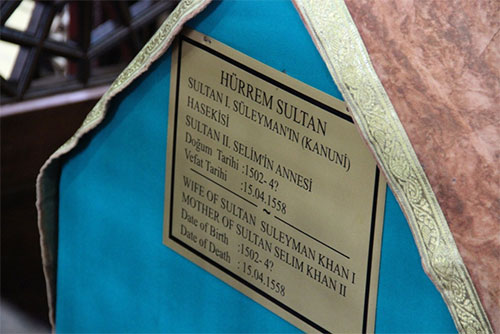 HÜRREM SULTAN
SULTAN I. SÜLEYMAN'IN (KANUNİ)
HASEKİSİ
SULTAN II. SELİM'İN ANNESİ
Doğum Tarihi :1502- 4?
Vefat Tarihi :15.04.1558
~
WIFE OF SULTAN SULEYMAN KHAN I
MOTHER OF SULTAN SELIM KHAN II
Date of Birth :1502-4?
Date of Death :15.04.1558